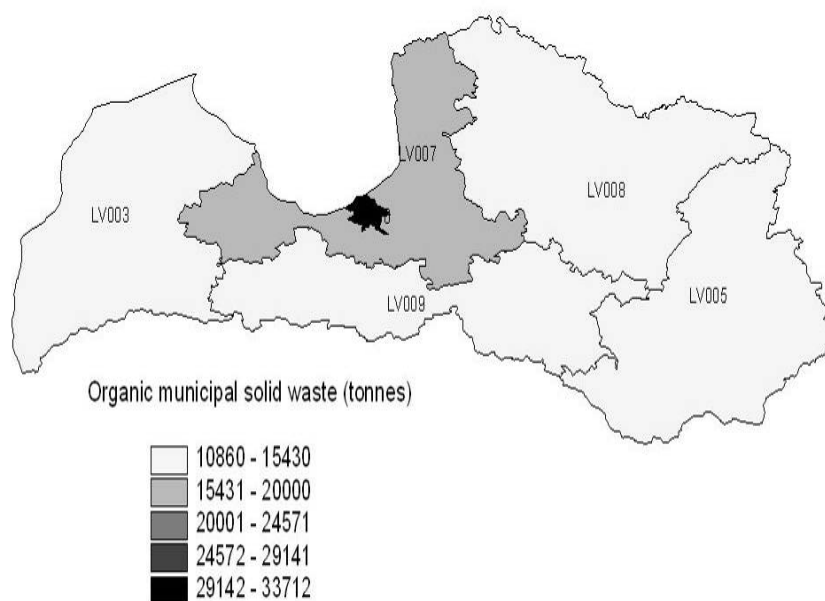 LV007
LV008
LV003
LV005
LV009
Organic municipal solid waste (tonnes)
10860 - 15430
15431 - 20000
20001 - 24571
24572 - 29141
29142 - 33712